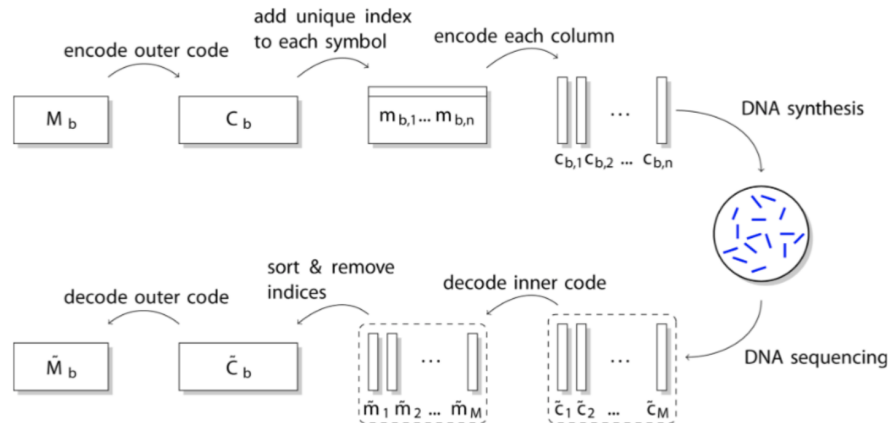 add unique index
to each symbol
encode outer code
encode each column
M b
C b
m b,1 ... m b,n
...
c b,1 c b,2 ... c b,n
DNA synthesis
sort & remove
indices
decode outer code
decode inner code
DNA sequencing
M̃ b
C̃ b
...
m̃ 1 m̃ 2 ... m̃ M
...
c̃ 1 c̃ 2 ... c̃ M